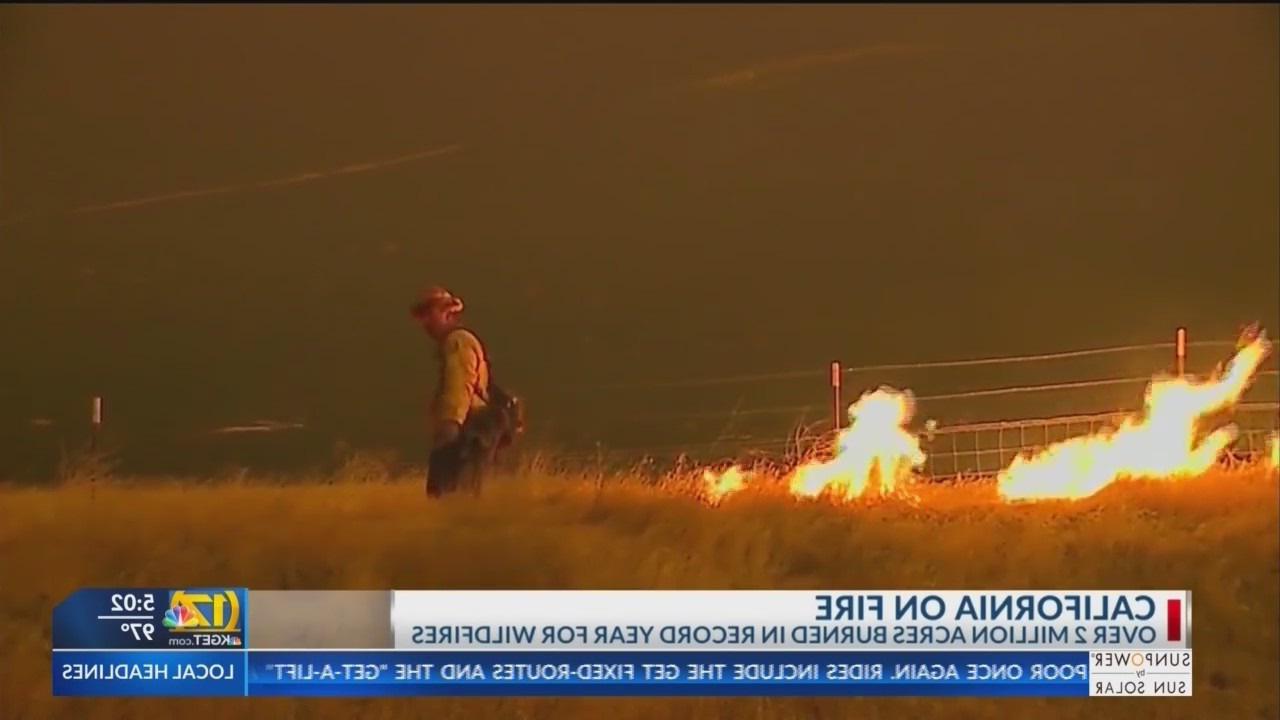 CALIFORNIA ON FIRE
OVER 2 MILLION ACRES BURNED IN RECORD YEAR FOR WILDFIRES
5:02
97°
17
KGET.com
SUNPOWER®
by
SUN SOLAR
POOR ONCE AGAIN. RIDES INCLUDE THE GET FIXED-ROUTES AND THE "GET-A-LIFT"
LOCAL HEADLINES